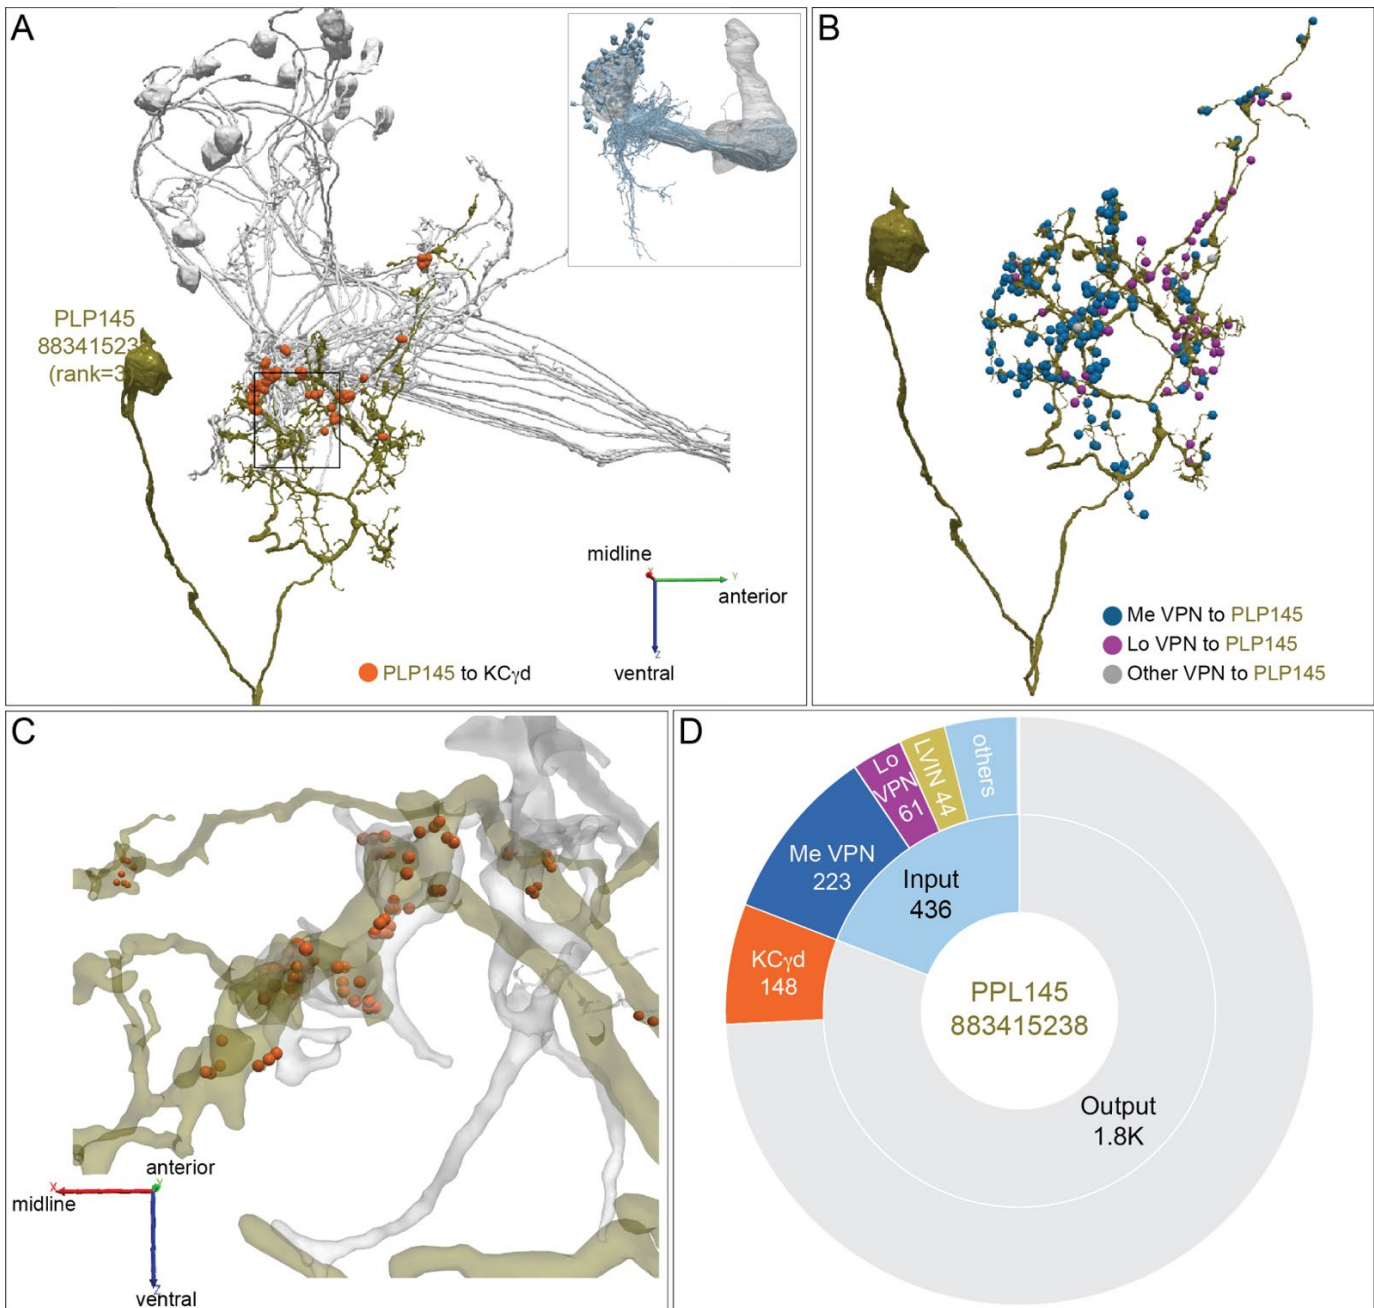 A
PLP145
88341523
(rank=3)
midline
X
Y
anterior
Z
ventral
PLP145 to KCγd
B
Me VPN to PLP145
Lo VPN to PLP145
Other VPN to PLP145
C
anterior
X
Y
midline
Z
ventral
D
others
LVIN 44
Lo
VPN
61
Me VPN
223
Input
436
KCγd
148
PPL145
883415238
Output
1.8K